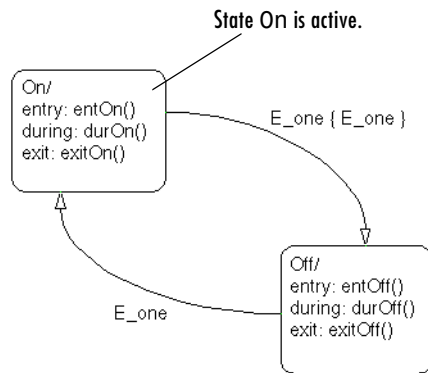 State On is active.
On/
entry: entOn()
during: durOn()
exit: exitOn()
E_one { E_one }
Off/
entry: entOff()
during: durOff()
exit: exitOff()
E_one